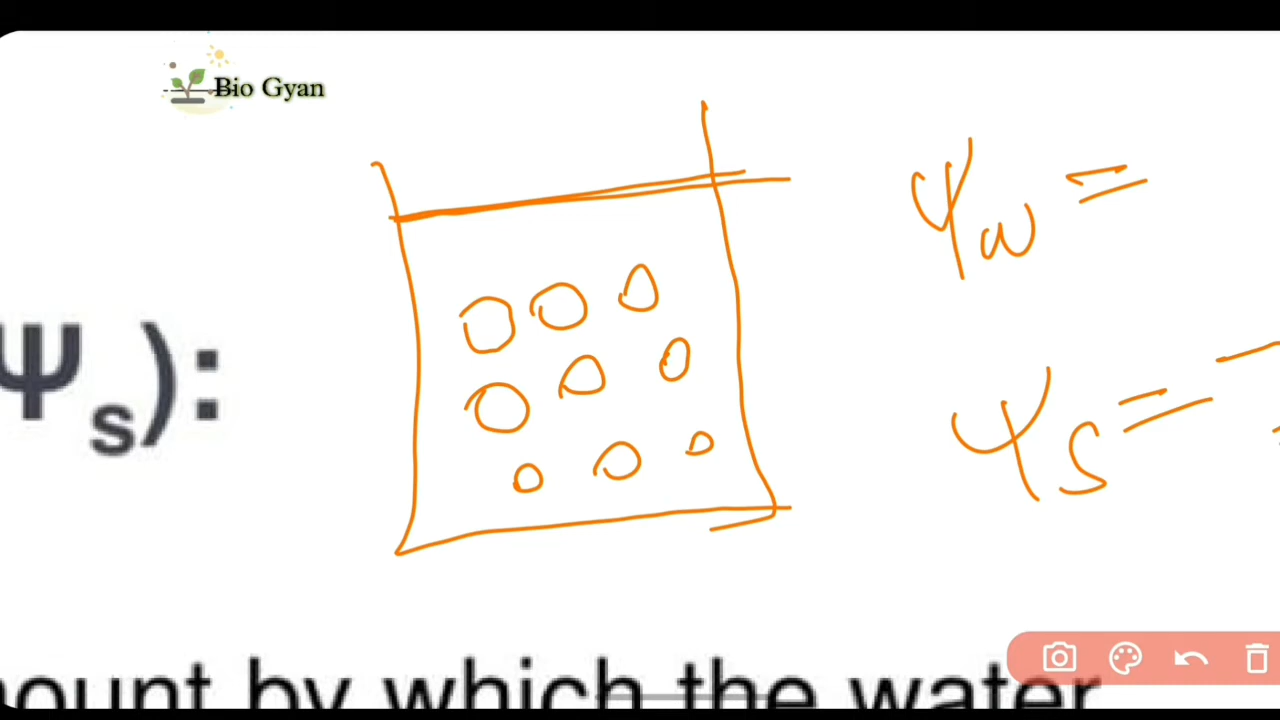 Bio Gyan
Ψw =
Ψs):
Ψs =
ount by which the water